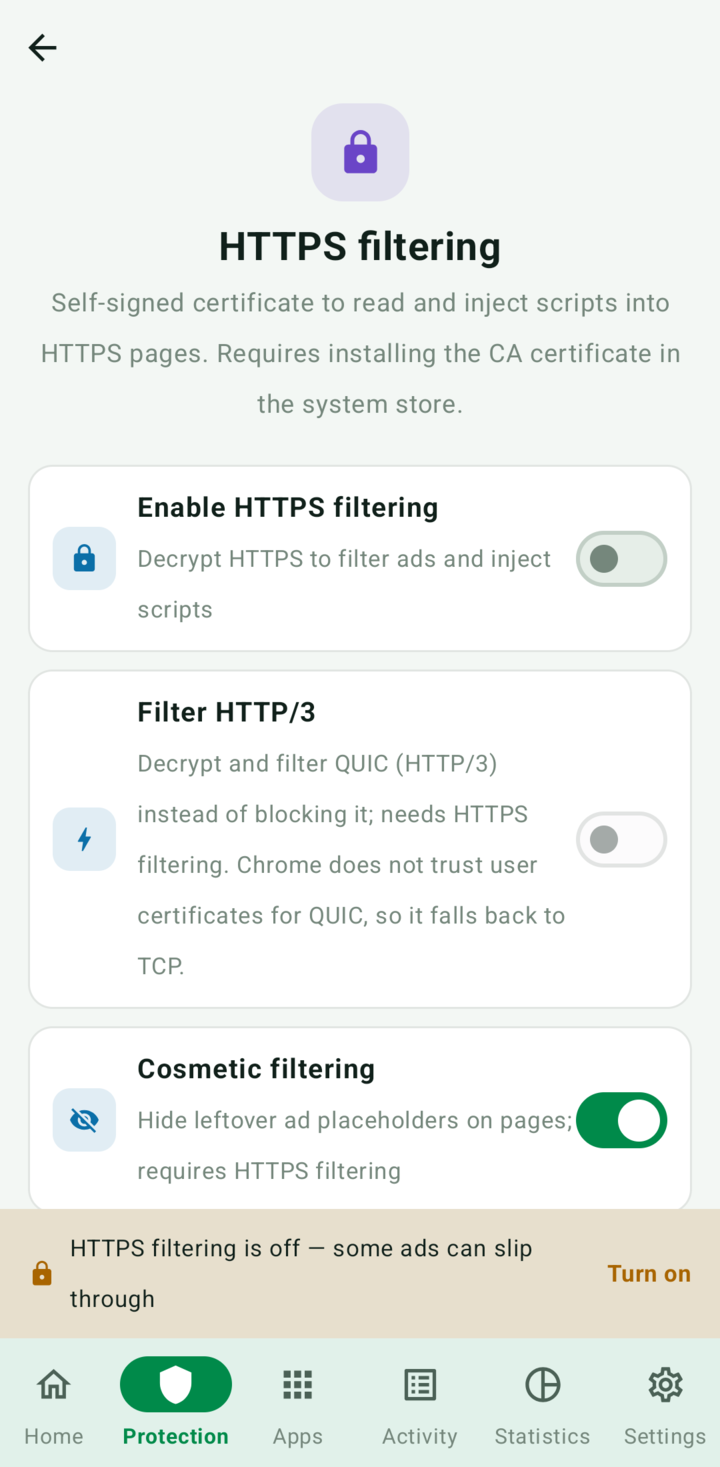 HTTPS filtering
Self-signed certificate to read and inject scripts into
HTTPS pages. Requires installing the CA certificate in
the system store.
Enable HTTPS filtering
Decrypt HTTPS to filter ads and inject
scripts
Filter HTTP/3
Decrypt and filter QUIC (HTTP/3)
instead of blocking it; needs HTTPS
filtering. Chrome does not trust user
certificates for QUIC, so it falls back to
TCP.
Cosmetic filtering
Hide leftover ad placeholders on pages;
requires HTTPS filtering
HTTPS filtering is off — some ads can slip
through
Turn on
Home
Protection
Apps
Activity
Statistics
Settings